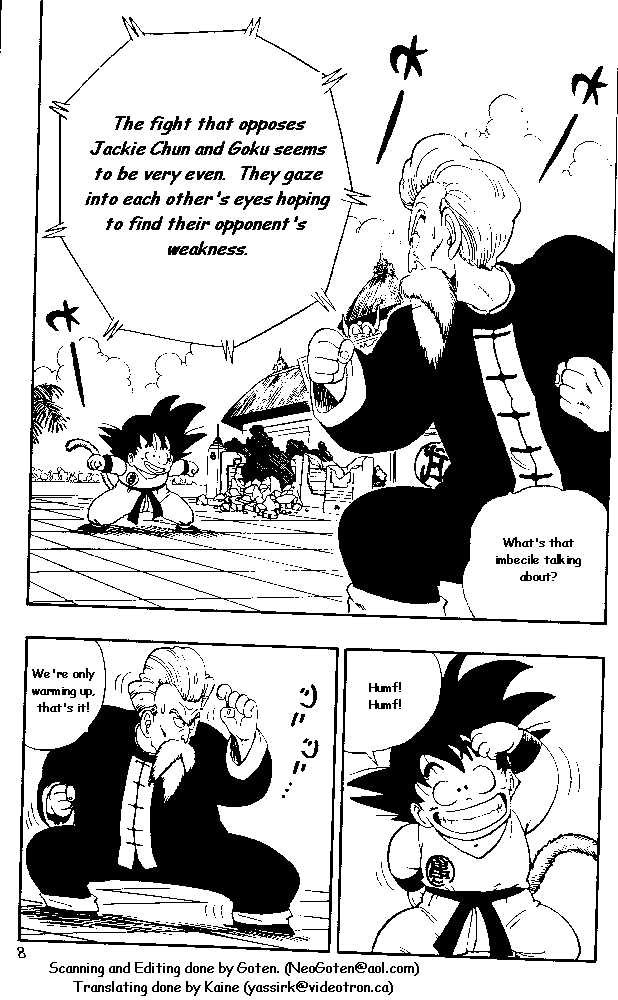 The fight that opposes
Jackie Chun and Goku seems
to be very even. They gaze
into each other's eyes hoping
to find their opponent's
weakness.
What's that
imbecile talking
about?
We're only
warming up,
that's it!
Humf!
Humf!
亀
8
Scanning and Editing done by Goten. (NeoGoten@aol.com)
Translating done by Kaine (yassirk@videotron.ca)